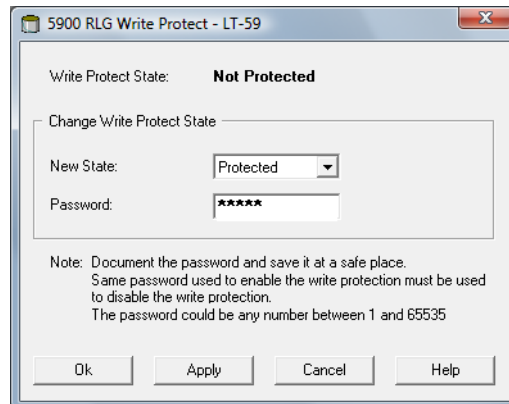 5900 RLG Write Protect - LT-59
X
Write Protect State: Not Protected
Change Write Protect State
New State: Protected
Password: *****
Note: Document the password and save it at a safe place.
Same password used to enable the write protection must be used
to disable the write protection.
The password could be any number between 1 and 65535
Ok Apply Cancel Help